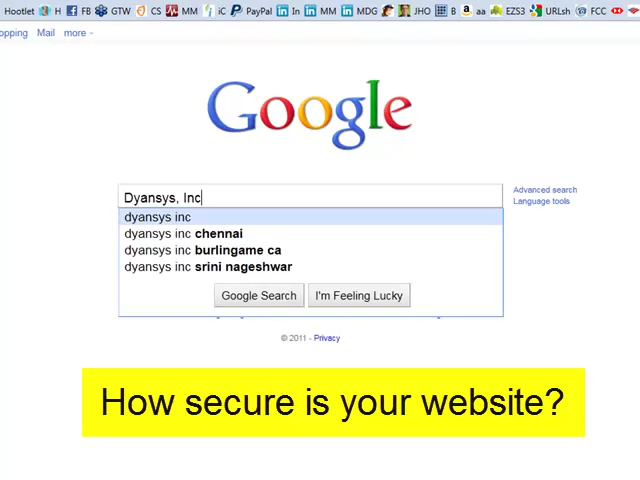 Hootlet H FB GTW CS MM iC PayPal In MM MDG JHO B aa EZS3 URLsh FCC
opping Mail more
Google
Dyansys, Inc
Advanced search
Language tools
dyansys inc
dyansys inc chennai
dyansys inc burlingame ca
dyansys inc srini nageshwar
Google Search I'm Feeling Lucky
© 2011 - Privacy
How secure is your website?